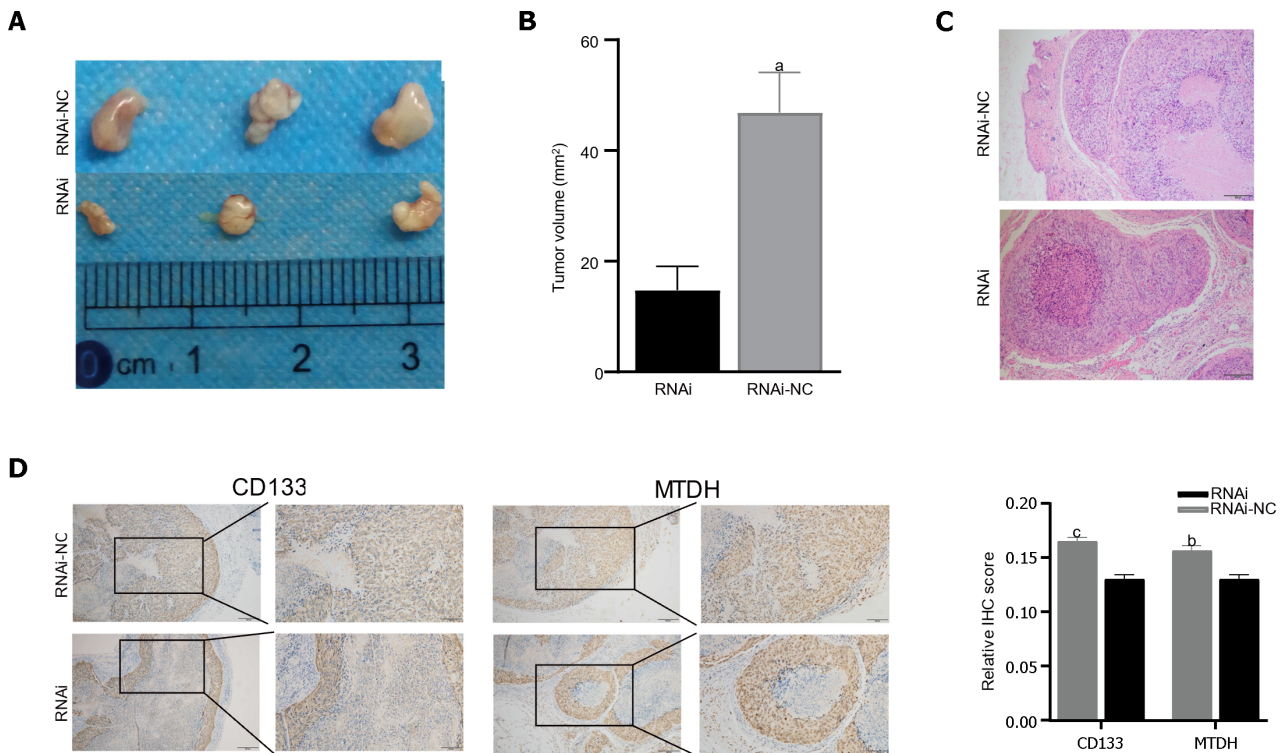 A
RNAi-NC
RNAi
0 cm 1 2 3
B
60
40
20
0
Tumor volume (mm²)
a
RNAi
RNAi-NC
C
RNAi-NC
RNAi
D
CD133
MTDH
RNAi-NC
RNAi
RNAi
RNAi-NC
0.20
0.15
0.10
0.05
0.00
Relative IHC score
c
b
CD133
MTDH